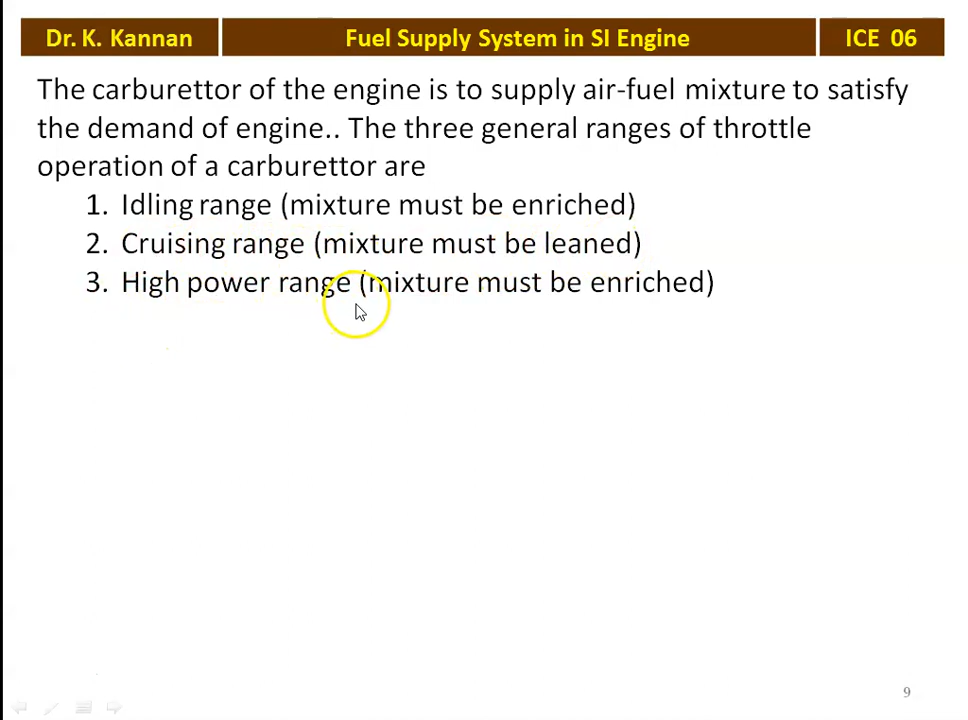 Dr. K. Kannan
Fuel Supply System in SI Engine
ICE 06
The carburettor of the engine is to supply air-fuel mixture to satisfy
the demand of engine.. The three general ranges of throttle
operation of a carburettor are
1. Idling range (mixture must be enriched)
2. Cruising range (mixture must be leaned)
3. High power range (mixture must be enriched)
9